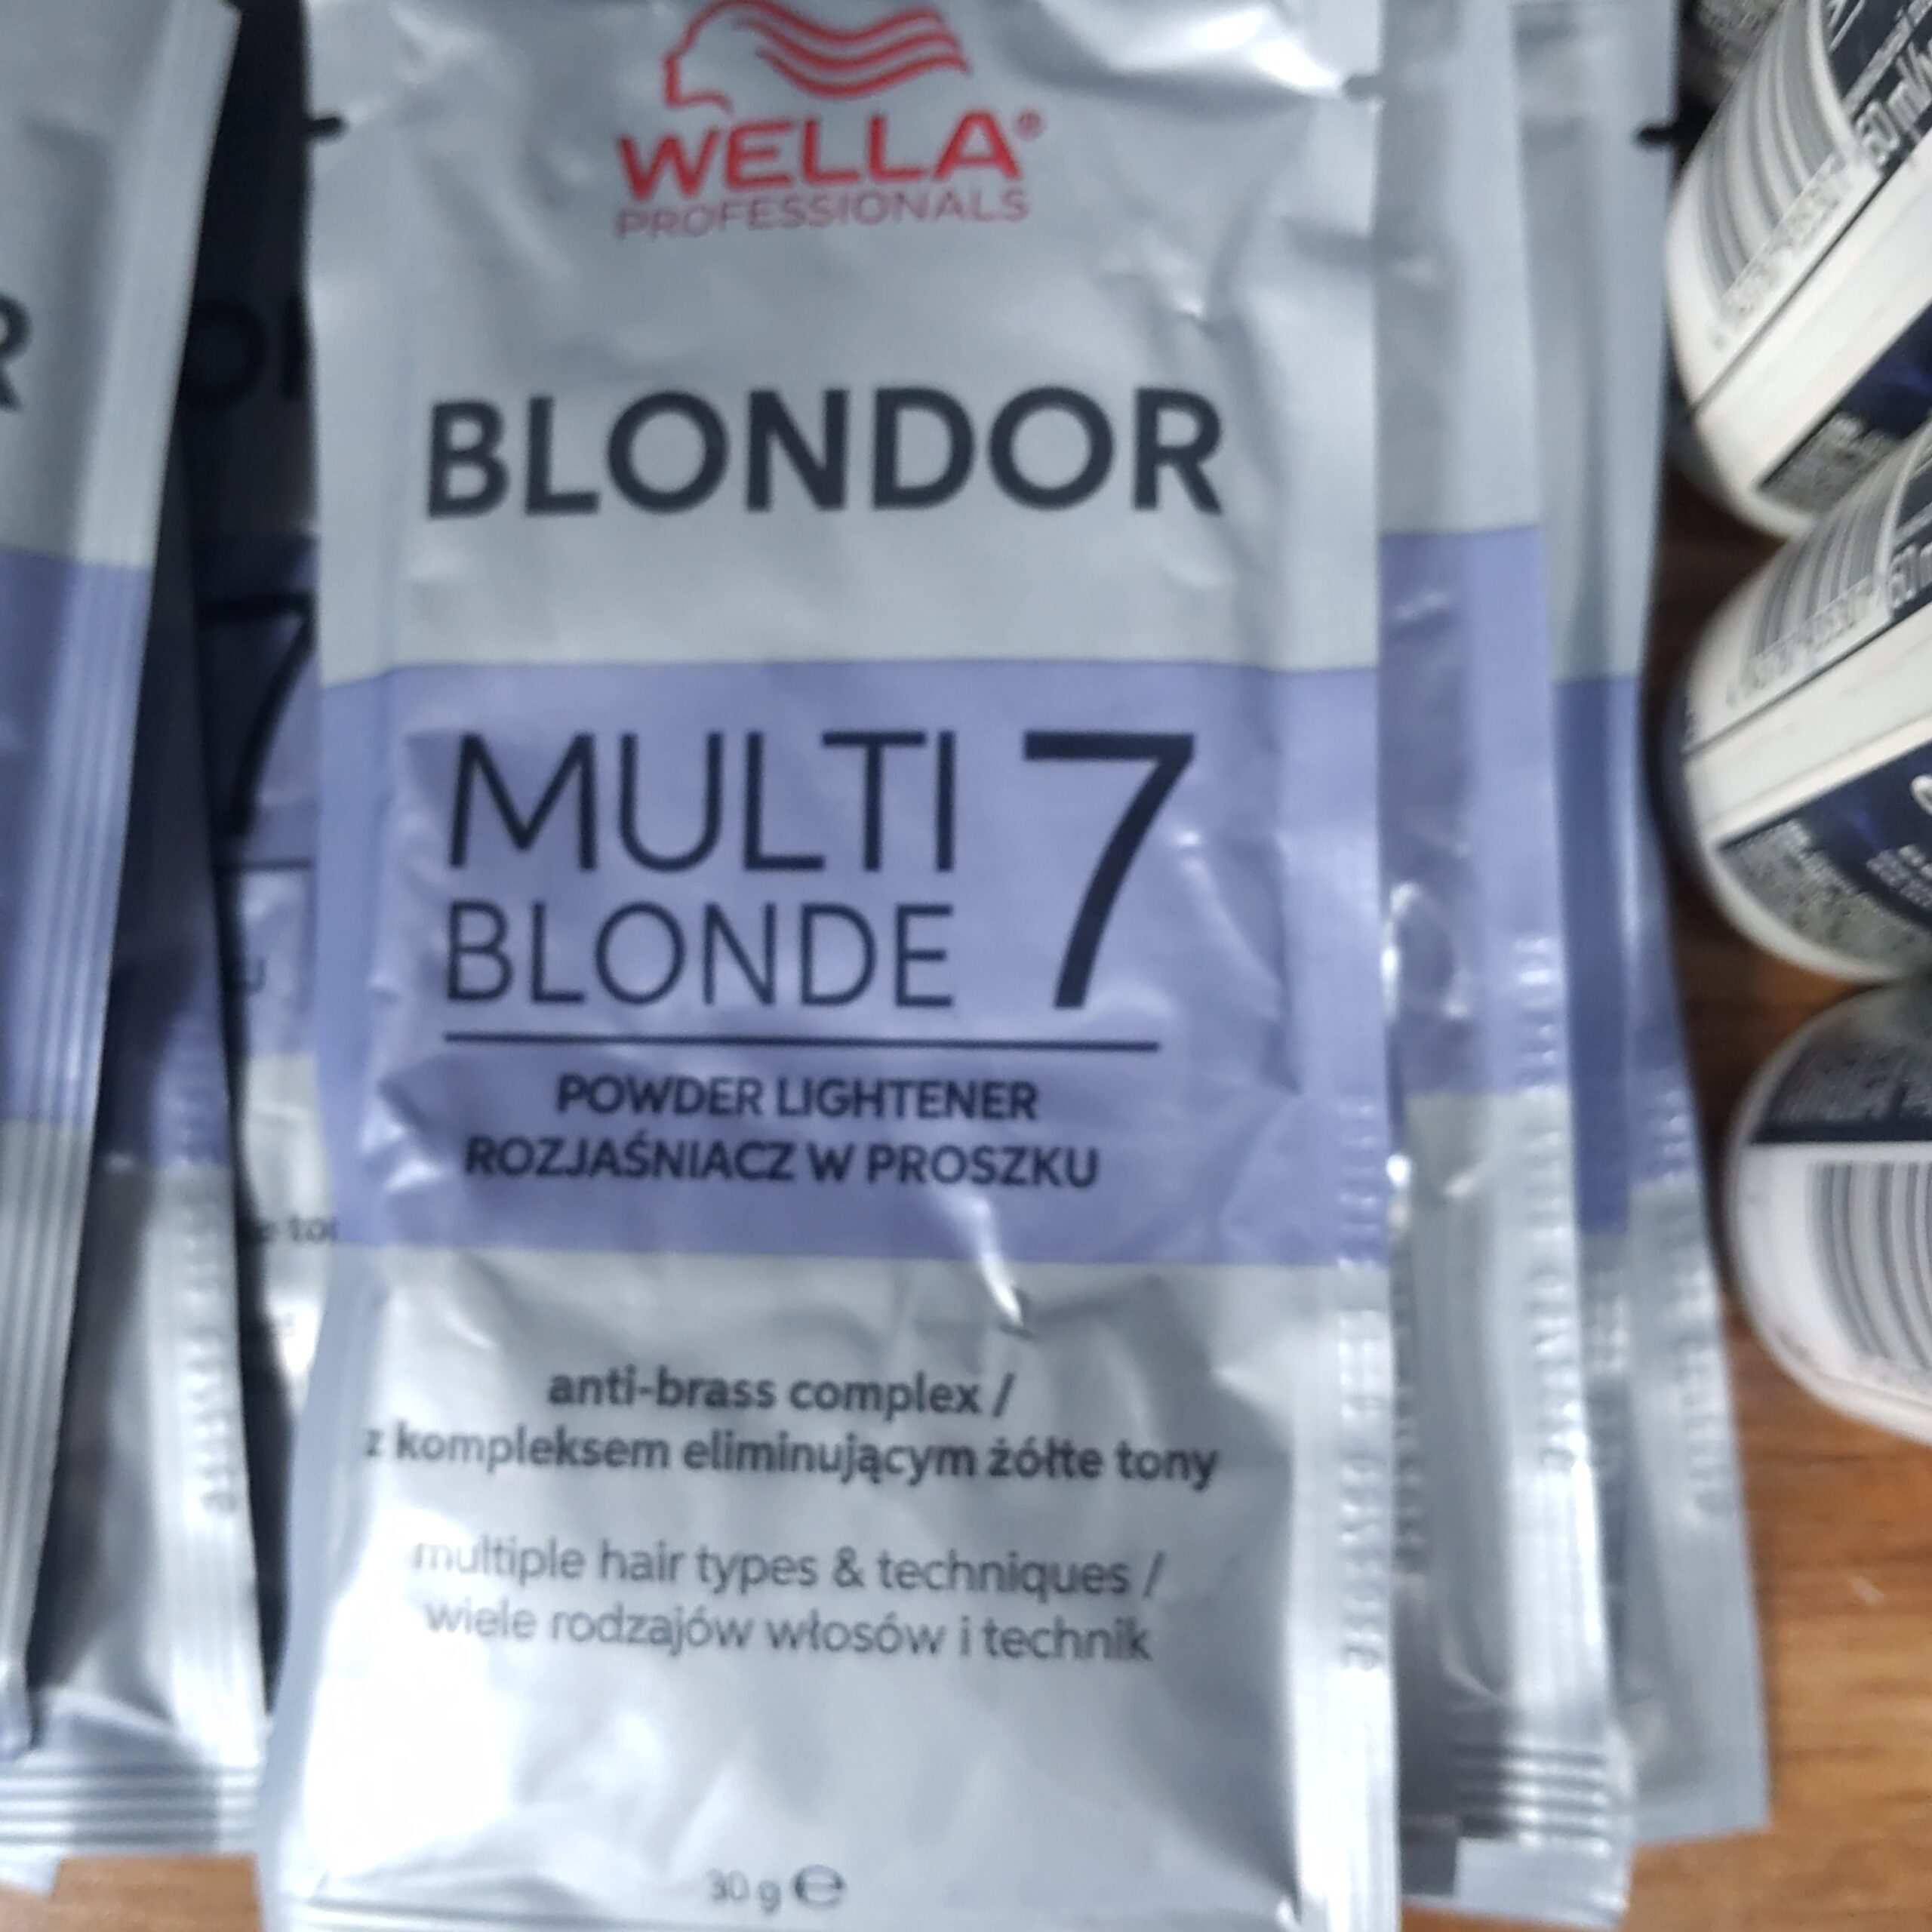 WELLA®
PROFESSIONALS
BLONDOR
MULTI 7
BLONDE
POWDER LIGHTENER
ROZJAŚNIACZ W PROSZKU
anti-brass complex /
z kompleksem eliminującym żółte tony
multiple hair types & techniques /
wiele rodzajów włosów i technik
30 g ℮
R
7